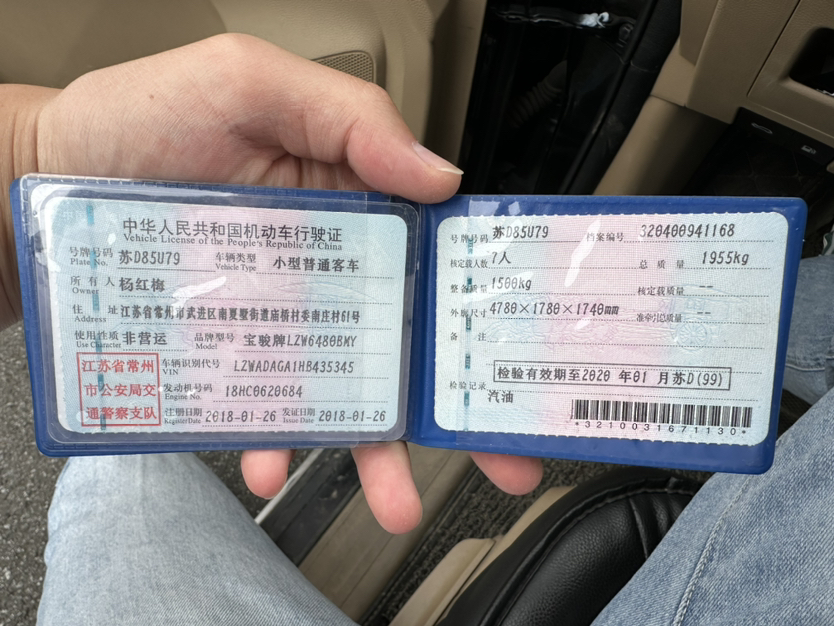 中华人民共和国机动车行驶证
Vehicle License of the People's Republic of China
号牌号码 苏D85U79 车辆类型 小型普通客车
Plate No. Vehicle Type
所有人 杨红梅
Owner
住址 江苏省常州市武进区南夏墅街道庙桥村委南庄村61号
使用性质 非营运 品牌型号 宝骏牌LZW6480BMY
Use Character Model
江苏省常州
市公安局交
通警察支队
车辆识别代号 LZWADAGA1HB435345
VIN
发动机号码 18HC0620684
Engine No.
注册日期 2018-01-26 发证日期 2018-01-26
Register Date Issue Date
号牌号码 苏D85U79 档案编号 320400941168
核定载人数 7人 总质量 1955kg
整备质量 1500kg 核定载质量 --
外廓尺寸 4780×1780×1740mm 准牵引总质量 --
备注
检验有效期至2020 年01 月苏D(99)
检验记录
汽油
*3210031671130*